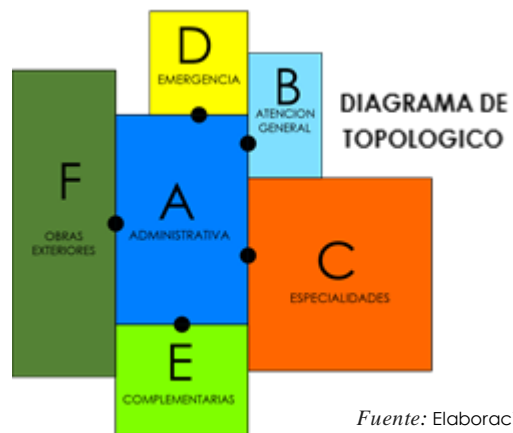 D
EMERGENCIA
B
ATENCION
GENERAL
DIAGRAMA DE
TOPOLOGICO
F
OBRAS
EXTERIORES
A
ADMINISTRATIVA
C
ESPECIALIDADES
E
COMPLEMENTARIAS
Fuente: Elaborac